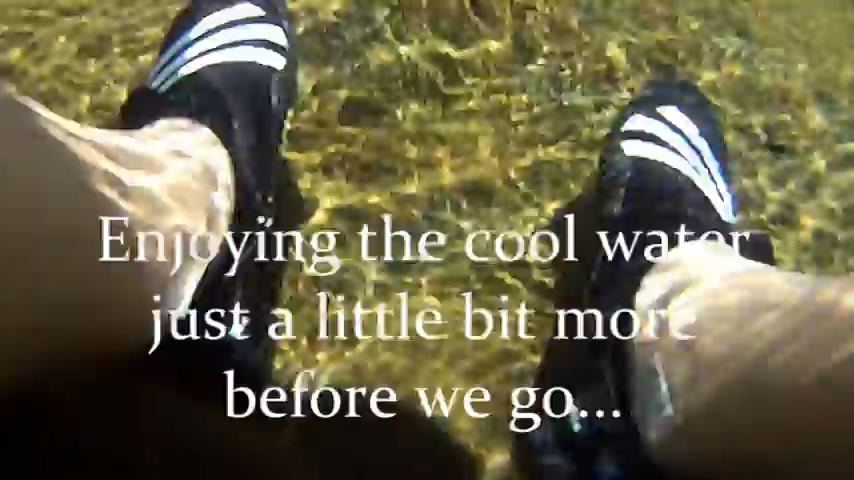 Enjoying the cool water
just a little bit more
before we go...